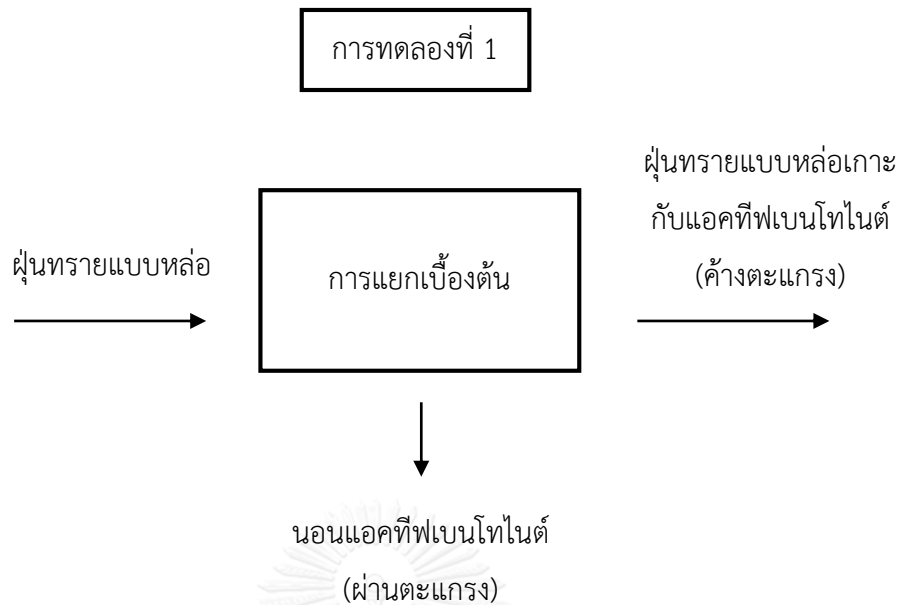 การทดลองที่ 1
ฝุ่นทรายแบบหล่อเกาะ
กับแอคทีฟเบนโทไนต์
(ค้างตะแกรง)
ฝุ่นทรายแบบหล่อ
การแยกเบื้องต้น
นอนแอคทีฟเบนโทไนต์
(ผ่านตะแกรง)